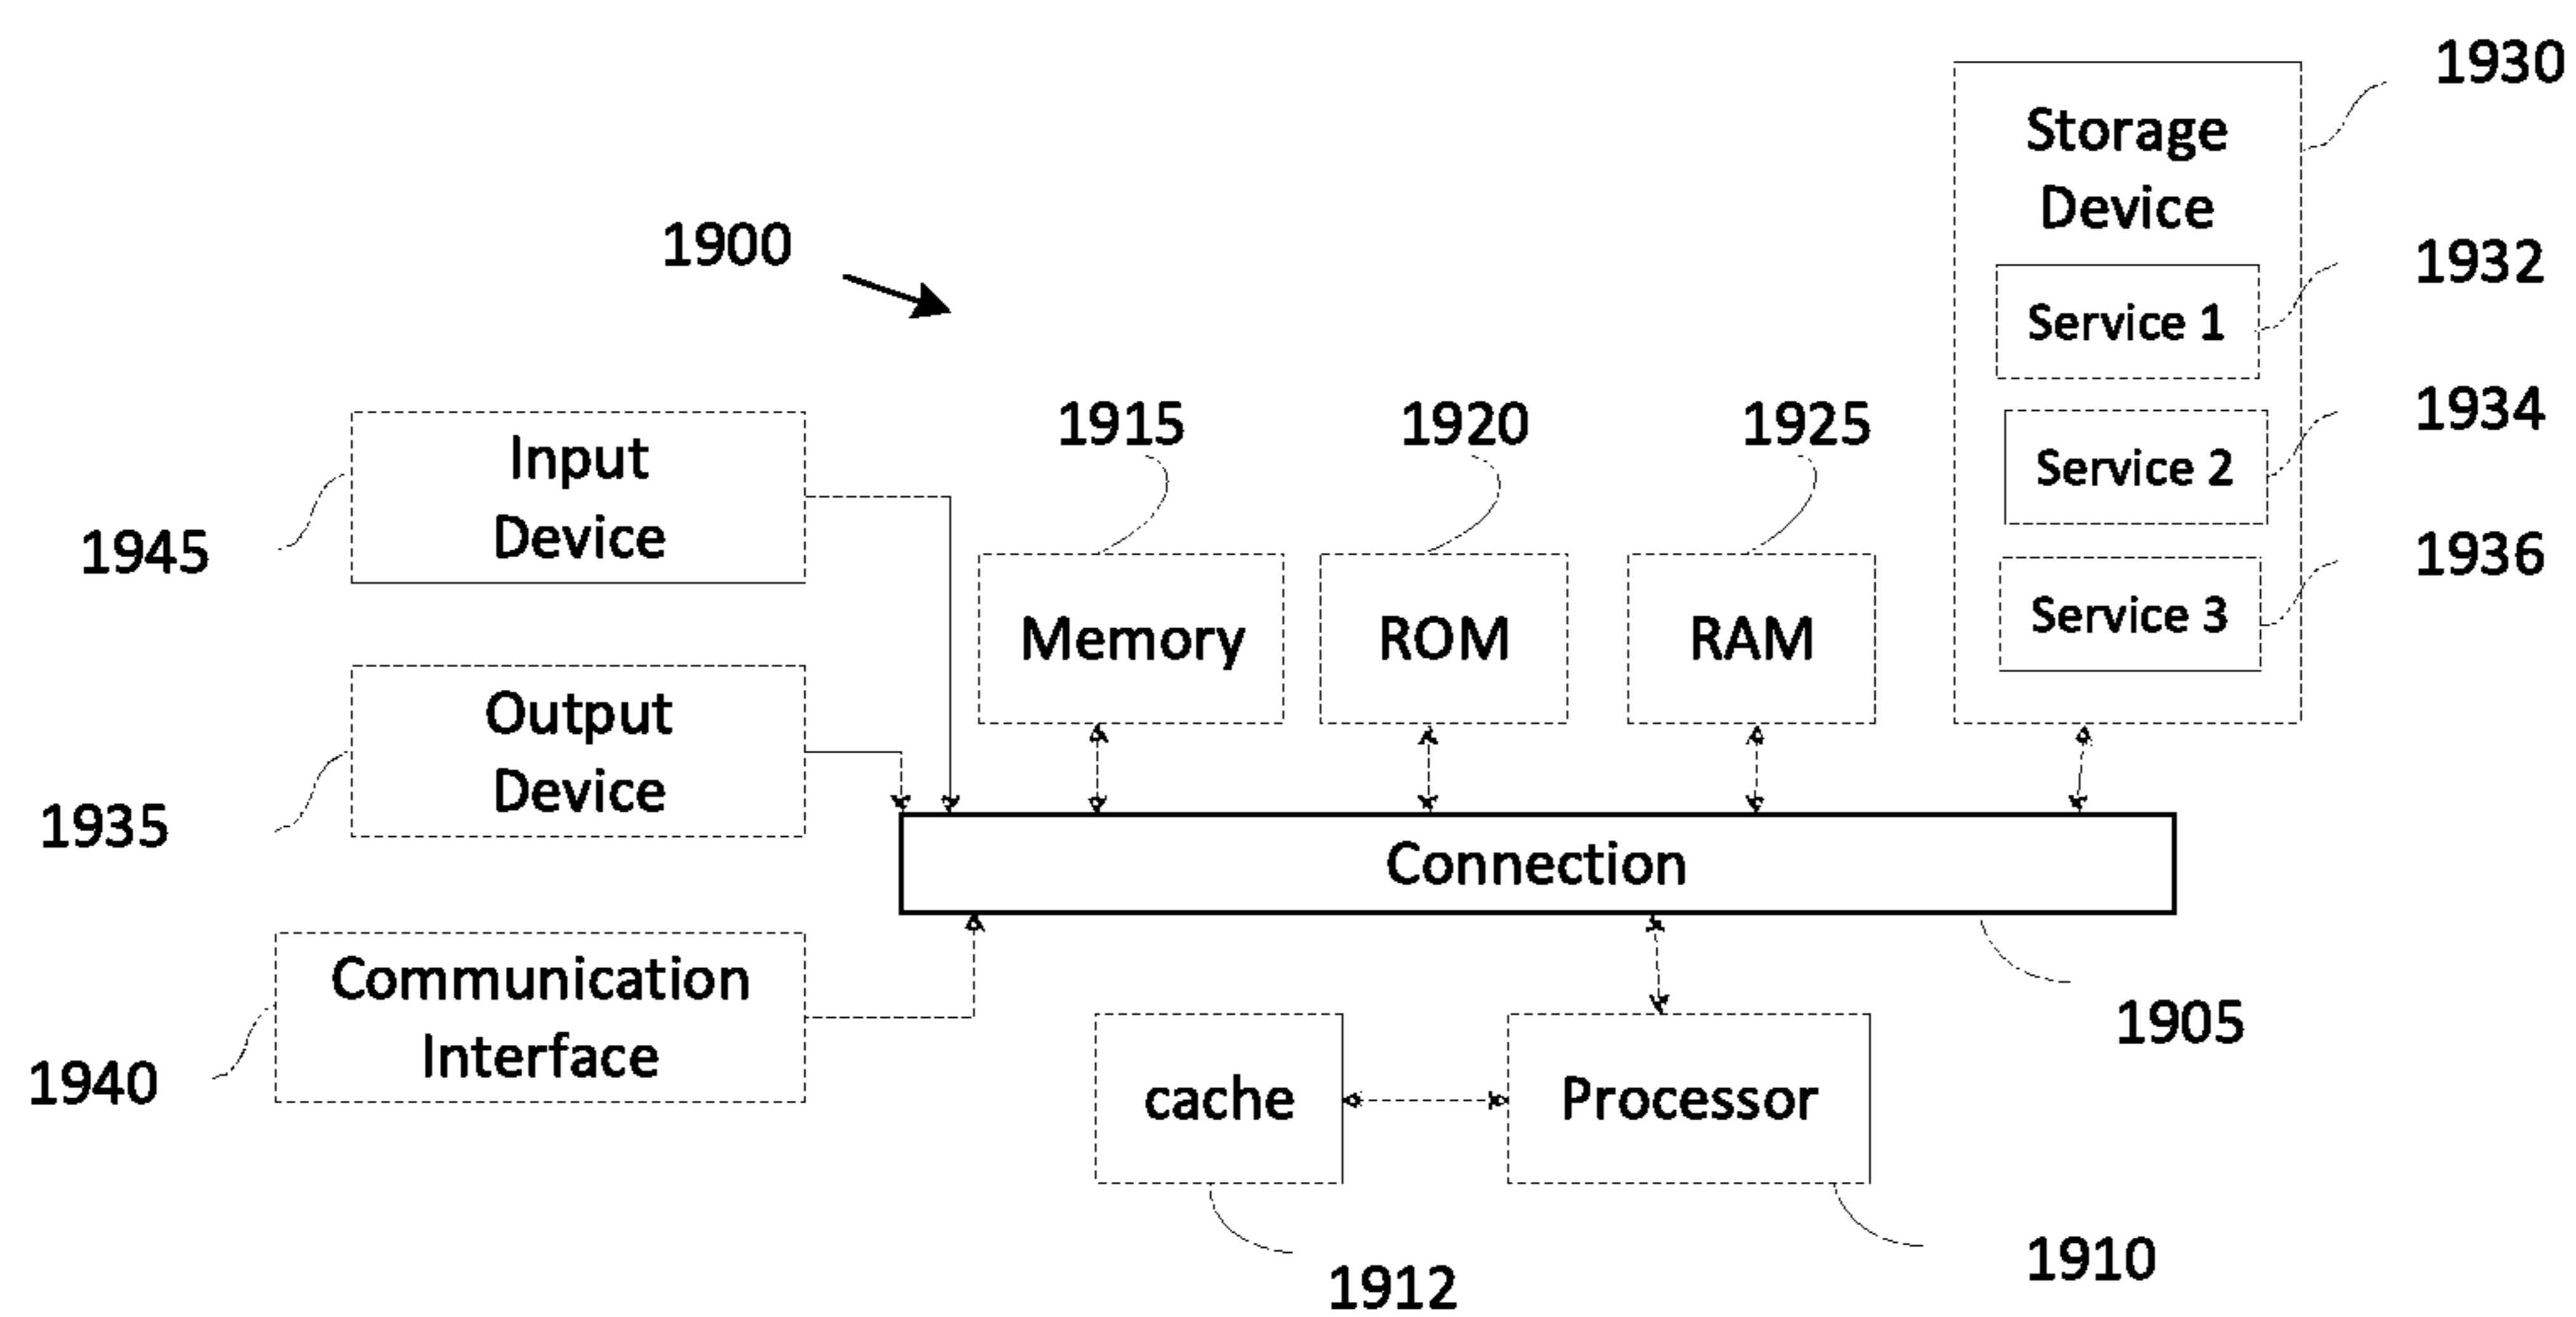 1930
Storage
Device
1900
1932
Service 1
1915
1920
1925
1934
Input
Device
Service 2
1945
1936
Memory
ROM
RAM
Service 3
Output
Device
1935
Connection
Communication
Interface
1940
1905
cache
Processor
1910
1912